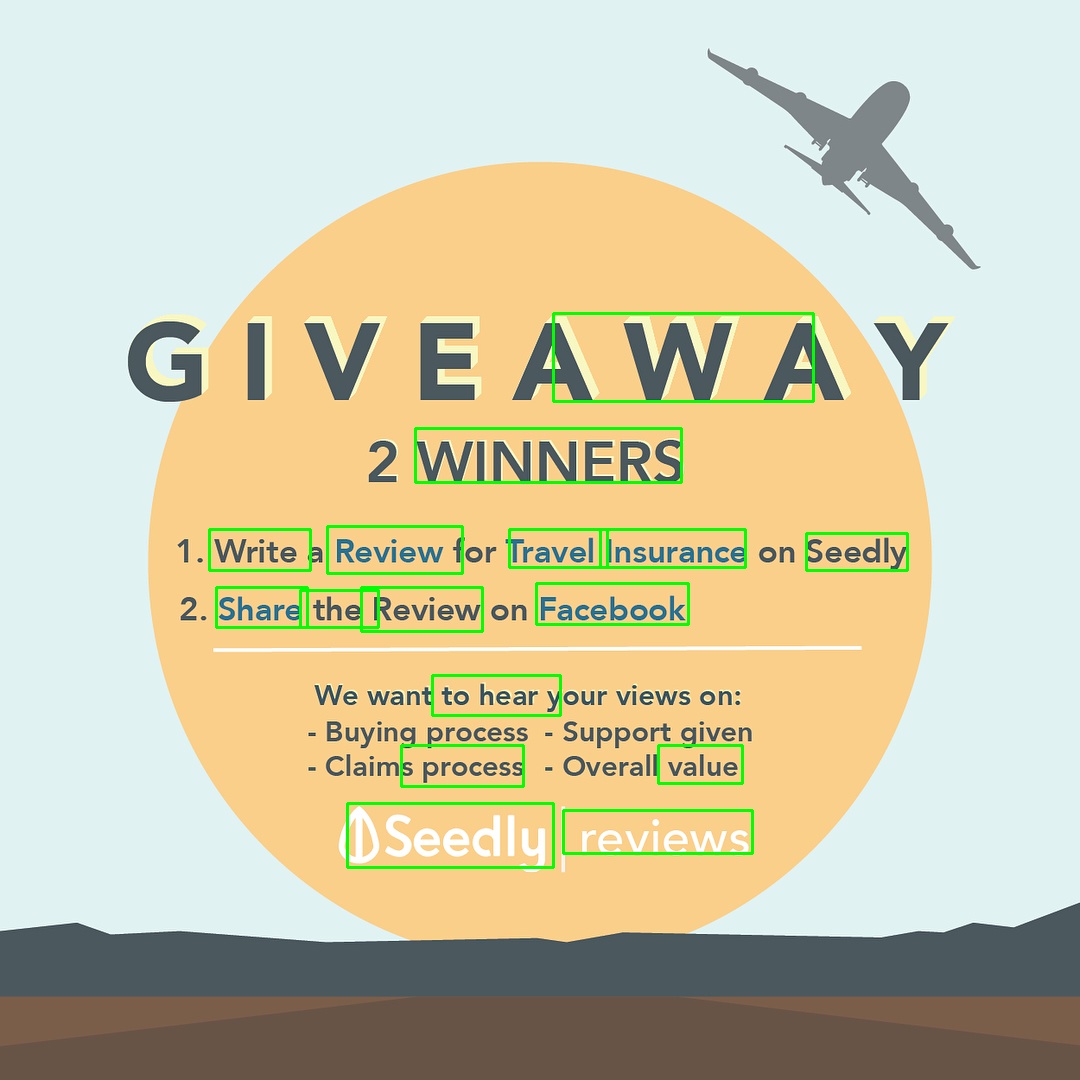 GIVEAWAY
2 WINNERS
1. Write a Review for Travel Insurance on Seedly
2. Share the Review on Facebook
We want to hear your views on:
- Buying process - Support given
- Claims process - Overall value
Seedly | reviews